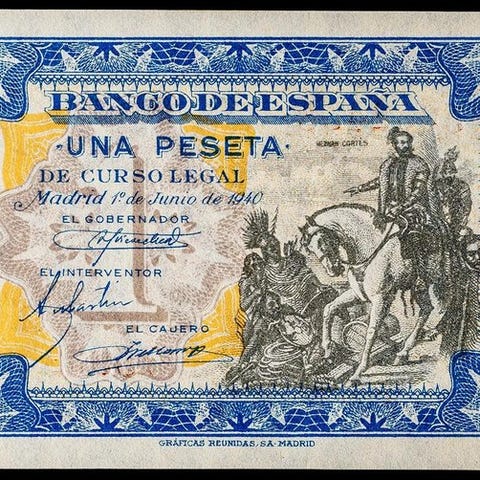 BANCO DE ESPAÑA
HERNAN CORTES
·UNA PESETA·
DE CURSO LEGAL
Madrid 1º de Junio de 1940
EL GOBERNADOR
EL INTERVENTOR
EL CAJERO
1
GRÁFICAS REUNIDAS, S.A.-MADRID